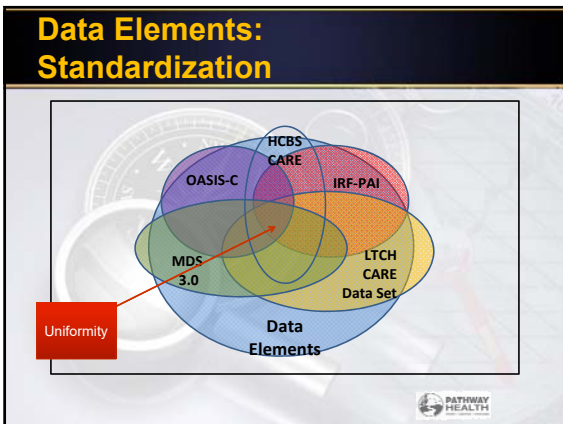 Data Elements:
Standardization
HCBS
CARE
OASIS-C
IRF-PAI
MDS
3.0
LTCH
CARE
Data Set
Uniformity
Data
Elements
PATHWAY
HEALTH